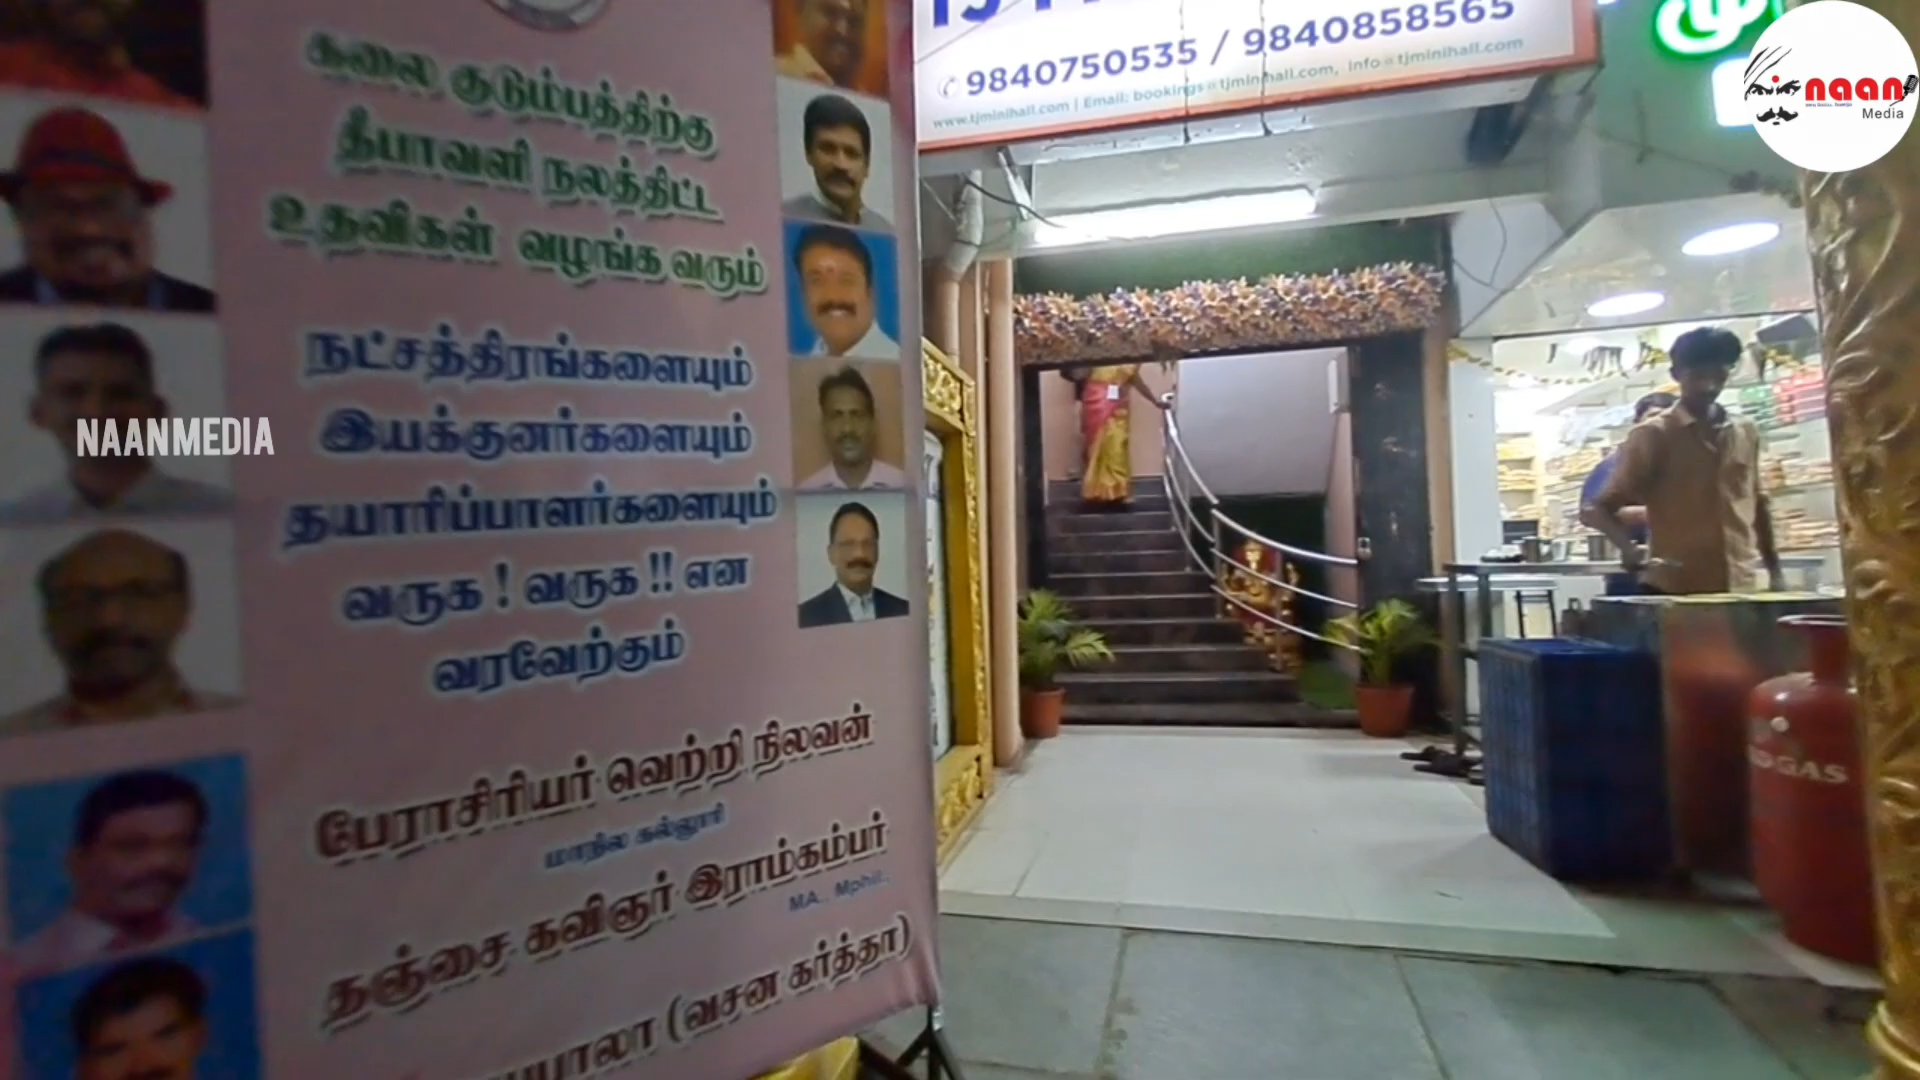 கலை குடும்பத்திற்கு
தீபாவளி நலத்திட்ட
உதவிகள் வழங்க வரும்
நட்சத்திரங்களையும்
இயக்குனர்களையும்
தயாரிப்பாளர்களையும்
வருக ! வருக !! என
வரவேற்கும்
பேராசிரியர் வெற்றி நிலவன்
மாநில கல்லூரி
தஞ்சை கவிஞர் இராம்கம்பர்
MA., Mphil.,
(வசன கர்த்தா)
NAANMEDIA
TJ
9840750535 / 9840858565
www.tjminihall.com | Email: bookings@tjminihall.com, info@tjminihall.com
naan
Media
GAS